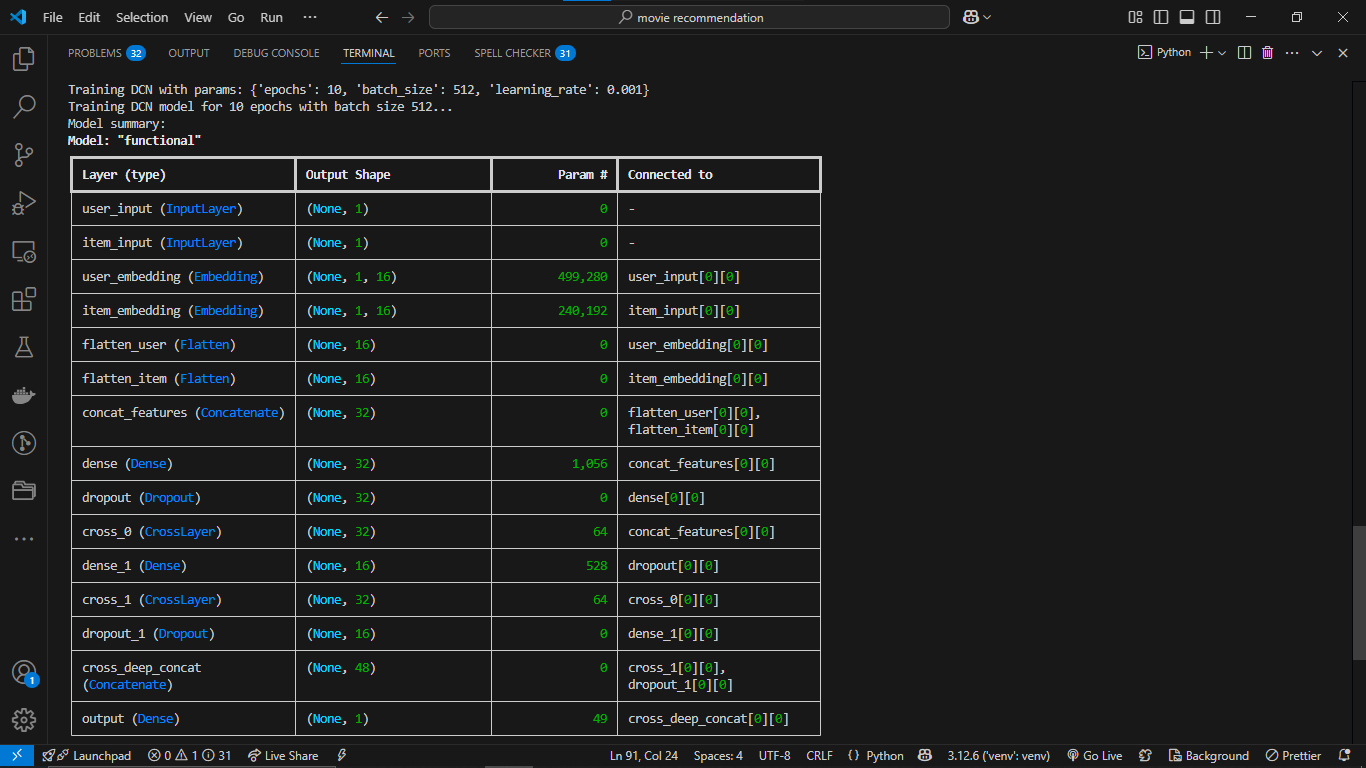 File Edit Selection View Go Run ··· movie recommendation
PROBLEMS 32 OUTPUT DEBUG CONSOLE TERMINAL PORTS SPELL CHECKER 31 Python
Training DCN with params: {'epochs': 10, 'batch_size': 512, 'learning_rate': 0.001}
Training DCN model for 10 epochs with batch size 512...
Model summary:
Model: "functional"
Layer (type) Output Shape Param # Connected to
user_input (InputLayer) (None, 1) 0 -
item_input (InputLayer) (None, 1) 0 -
user_embedding (Embedding) (None, 1, 16) 499,280 user_input[0][0]
item_embedding (Embedding) (None, 1, 16) 240,192 item_input[0][0]
flatten_user (Flatten) (None, 16) 0 user_embedding[0][0]
flatten_item (Flatten) (None, 16) 0 item_embedding[0][0]
concat_features (Concatenate) (None, 32) 0 flatten_user[0][0],
flatten_item[0][0]
dense (Dense) (None, 32) 1,056 concat_features[0][0]
dropout (Dropout) (None, 32) 0 dense[0][0]
cross_0 (CrossLayer) (None, 32) 64 concat_features[0][0]
dense_1 (Dense) (None, 16) 528 dropout[0][0]
cross_1 (CrossLayer) (None, 32) 64 cross_0[0][0]
dropout_1 (Dropout) (None, 16) 0 dense_1[0][0]
cross_deep_concat (None, 48) 0 cross_1[0][0],
(Concatenate) dropout_1[0][0]
output (Dense) (None, 1) 49 cross_deep_concat[0][0]
1
Launchpad 0 1 31 Live Share Ln 91, Col 24 Spaces: 4 UTF-8 CRLF {} Python 3.12.6 ('venv': venv) Go Live Background Prettier